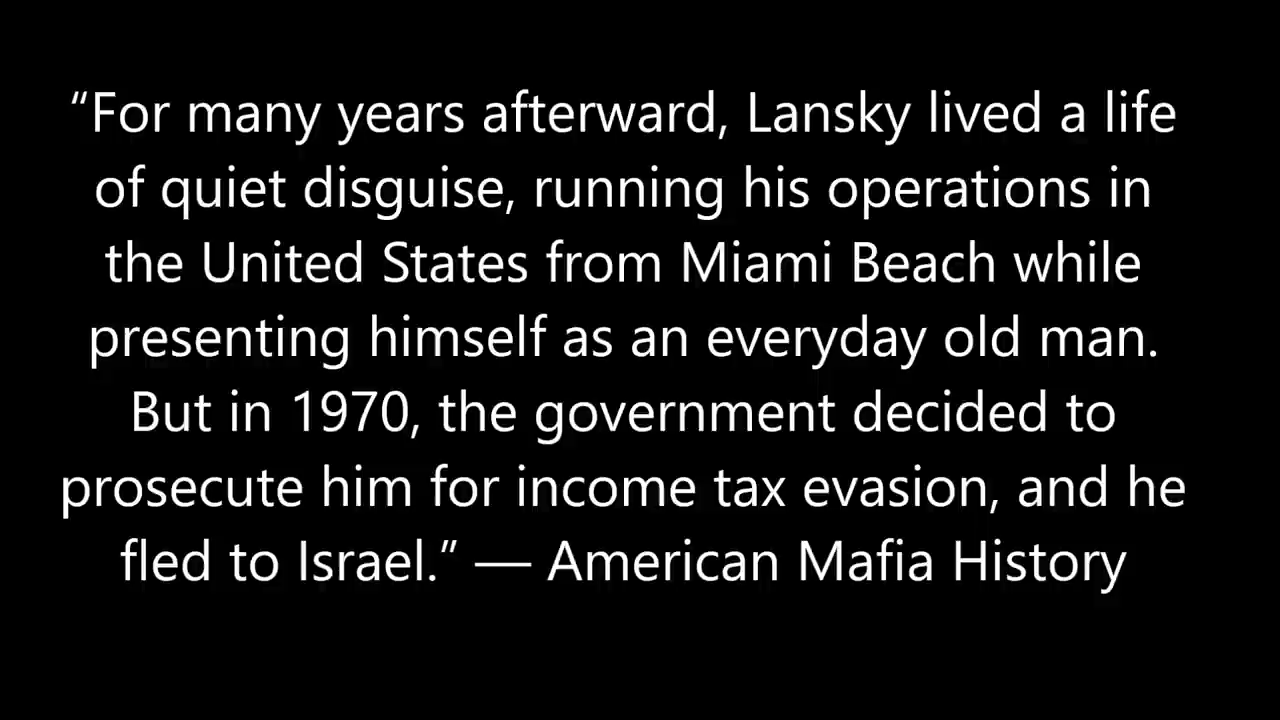 “For many years afterward, Lansky lived a life
of quiet disguise, running his operations in
the United States from Miami Beach while
presenting himself as an everyday old man.
But in 1970, the government decided to
prosecute him for income tax evasion, and he
fled to Israel.” — American Mafia History